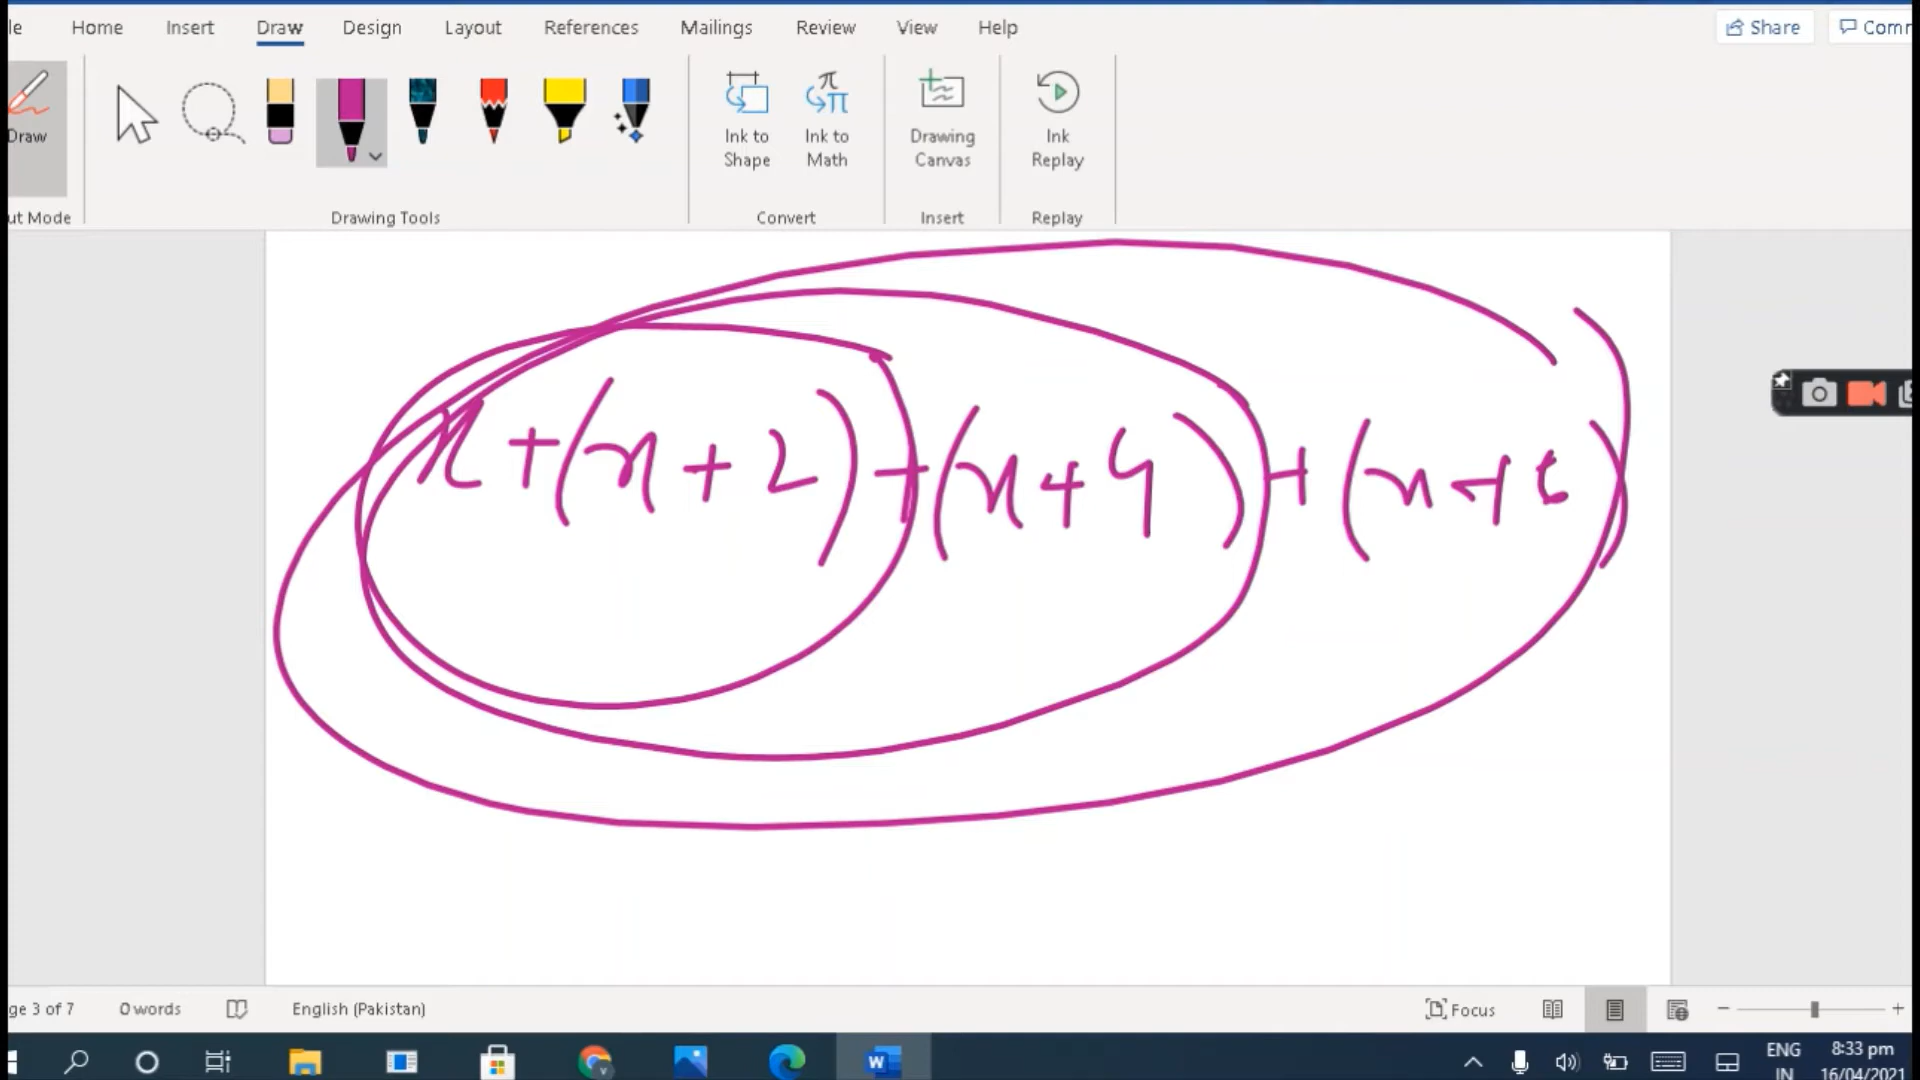 le Home Insert Draw Design Layout References Mailings Review View Help Share Comr
Draw
Ink to Shape
Ink to Math
Drawing Canvas
Ink Replay
ut Mode Drawing Tools Convert Insert Replay
x+(x+2)+(x+4)+(x+6)
ge 3 of 7 0 words English (Pakistan) Focus
W ENG 8:33 pm
IN 16/04/2021